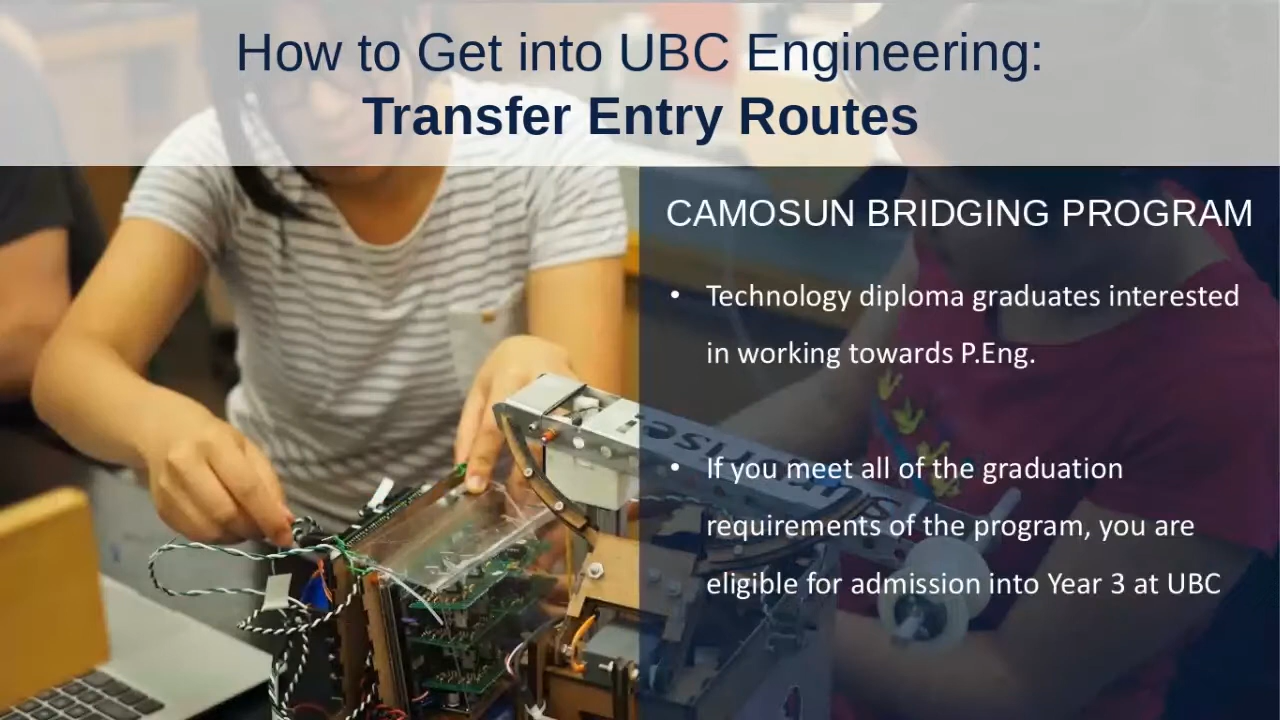 How to Get into UBC Engineering:
Transfer Entry Routes
CAMOSUN BRIDGING PROGRAM
• Technology diploma graduates interested
in working towards P.Eng.
• If you meet all of the graduation
requirements of the program, you are
eligible for admission into Year 3 at UBC